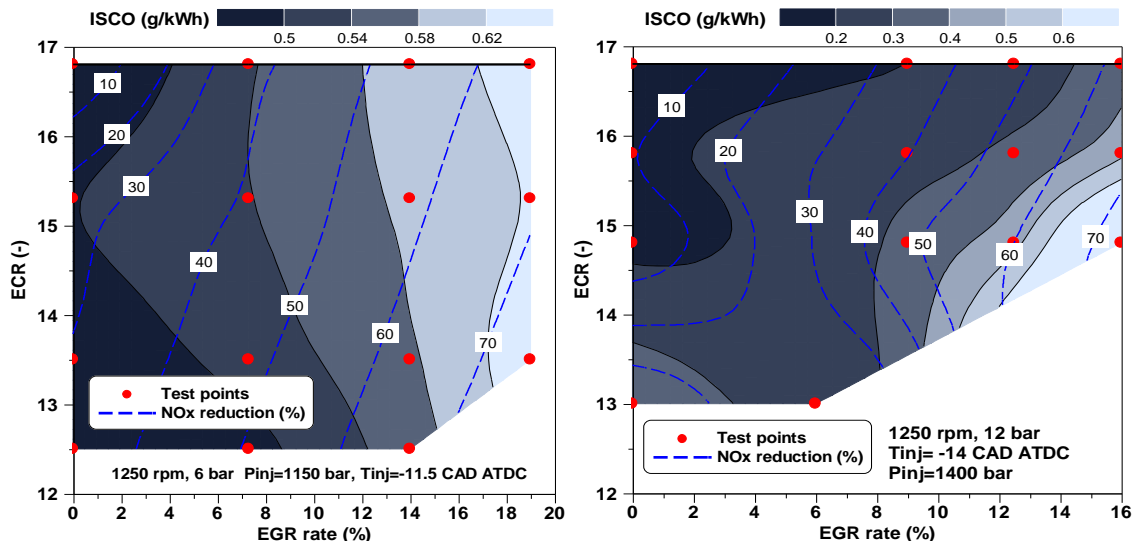 ISCO (g/kWh)
0.5 0.54 0.58 0.62
17
16
15
14
13
12
ECR (-)
10
20
30
40
50
60
70
Test points
NOx reduction (%)
1250 rpm, 6 bar Pinj=1150 bar, Tinj=-11.5 CAD ATDC
0 2 4 6 8 10 12 14 16 18 20
EGR rate (%)
ISCO (g/kWh)
0.2 0.3 0.4 0.5 0.6
17
16
15
14
13
12
ECR (-)
10
20
30
40
50
60
70
Test points
NOx reduction (%)
1250 rpm, 12 bar
Tinj= -14 CAD ATDC
Pinj=1400 bar
0 2 4 6 8 10 12 14 16
EGR rate (%)